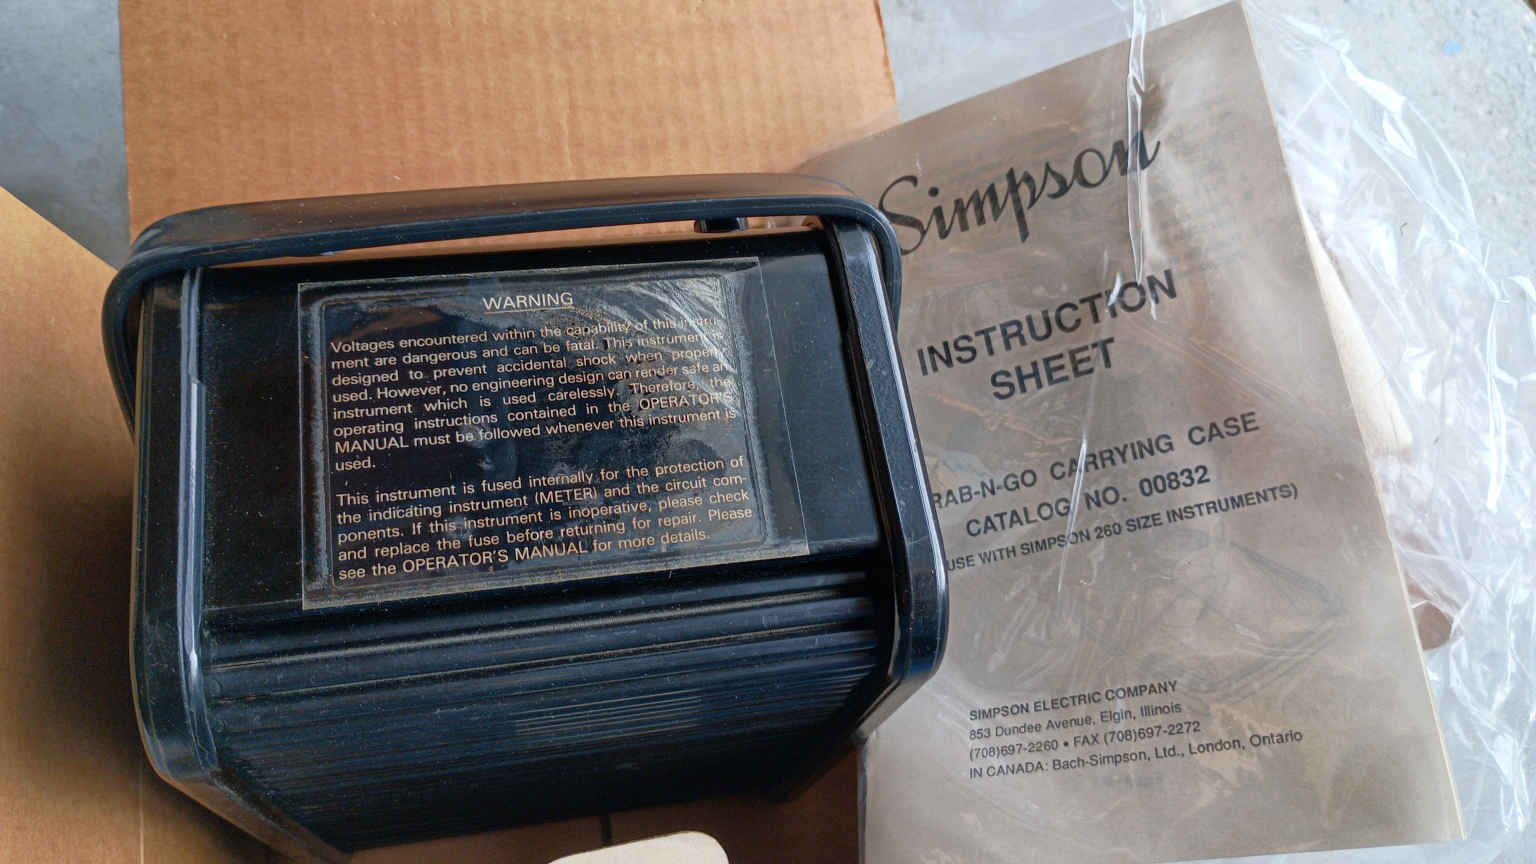 WARNING
Voltages encountered within the capability of this instru-
ment are dangerous and can be fatal. This instrument is
designed to prevent accidental shock when properly
used. However, no engineering design can render safe an
instrument which is used carelessly. Therefore, the
operating instructions contained in the OPERATOR'S
MANUAL must be followed whenever this instrument is
used.
This instrument is fused internally for the protection of
the indicating instrument (METER) and the circuit com-
ponents. If this instrument is inoperative, please check
and replace the fuse before returning for repair. Please
see the OPERATOR'S MANUAL for more details.
Simpson
INSTRUCTION
SHEET
RAB-N-GO CARRYING CASE
CATALOG NO. 00832
USE WITH SIMPSON 260 SIZE INSTRUMENTS)
SIMPSON ELECTRIC COMPANY
853 Dundee Avenue, Elgin, Illinois
(708)697-2260 • FAX (708)697-2272
IN CANADA: Bach-Simpson, Ltd., London, Ontario